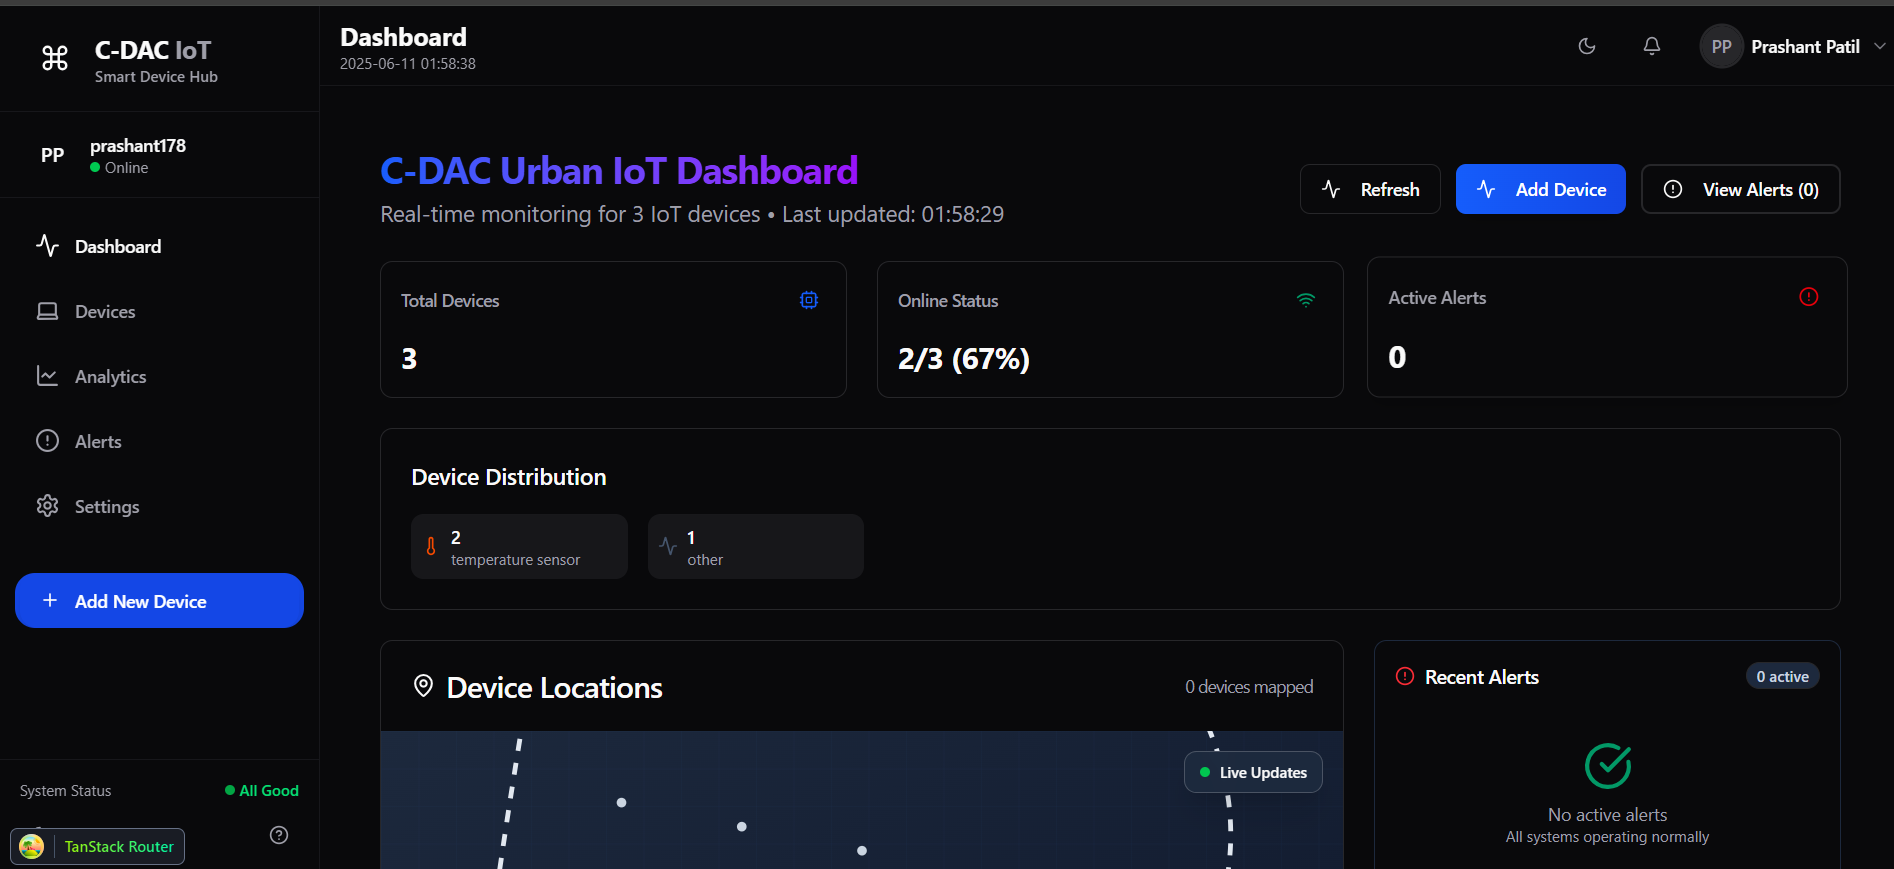 C-DAC IoT
Smart Device Hub
PP
prashant178
Online
Dashboard
Devices
Analytics
Alerts
Settings
+ Add New Device
System Status
All Good
TanStack Router
Dashboard
2025-06-11 01:58:38
PP
Prashant Patil
C-DAC Urban IoT Dashboard
Real-time monitoring for 3 IoT devices • Last updated: 01:58:29
Refresh
Add Device
View Alerts (0)
Total Devices
3
Online Status
2/3 (67%)
Active Alerts
0
Device Distribution
2
temperature sensor
1
other
Device Locations
0 devices mapped
Live Updates
Recent Alerts
0 active
No active alerts
All systems operating normally